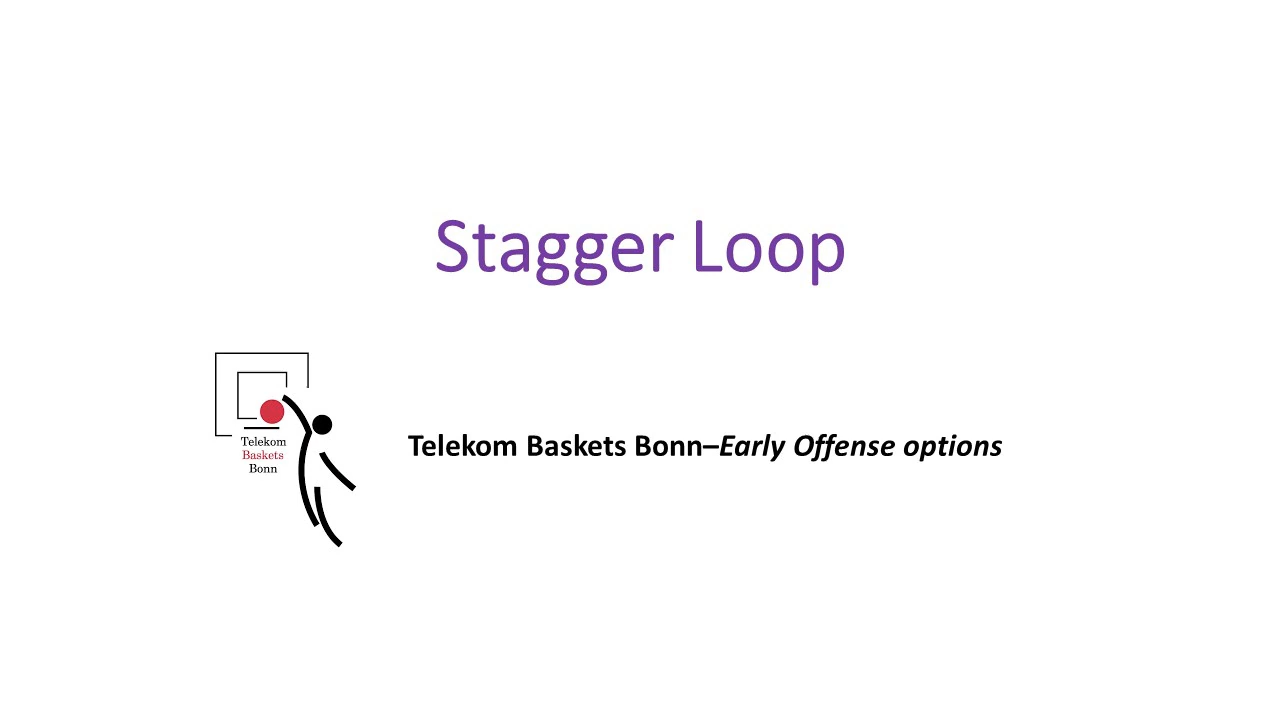 Stagger Loop
Telekom
Baskets
Bonn
Telekom Baskets Bonn–Early Offense options